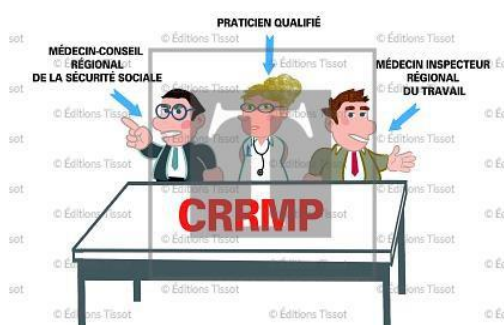 PRATICIEN QUALIFIÉ
MÉDECIN-CONSEIL
RÉGIONAL
DE LA SÉCURITÉ SOCIALE
MÉDECIN INSPECTEUR
RÉGIONAL
DU TRAVAIL
CRRMP
© Éditions Tissot